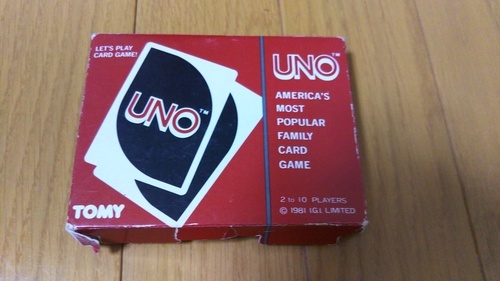 LET'S PLAY
CARD GAME!
UNO™
TOMY
UNO™
AMERICA'S
MOST
POPULAR
FAMILY
CARD
GAME
2 to 10 PLAYERS
© 1981 I.G.I. LIMITED